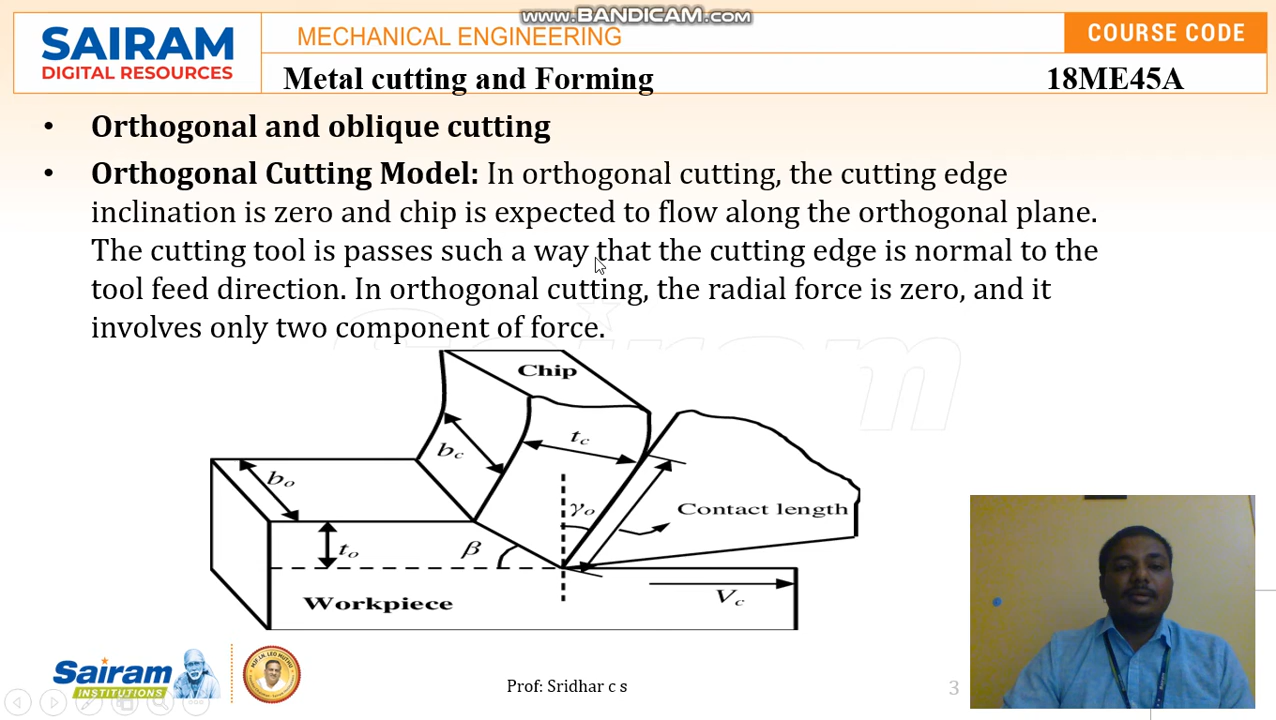 www.BANDICAM.com
SAIRAM
DIGITAL RESOURCES
MECHANICAL ENGINEERING
COURSE CODE
Metal cutting and Forming
18ME45A
• Orthogonal and oblique cutting
• Orthogonal Cutting Model: In orthogonal cutting, the cutting edge
inclination is zero and chip is expected to flow along the orthogonal plane.
The cutting tool is passes such a way that the cutting edge is normal to the
tool feed direction. In orthogonal cutting, the radial force is zero, and it
involves only two component of force.
Sairam
Chip
tc
bc
bo
γo
Contact length
to
β
Vc
Workpiece
Sairam
INSTITUTIONS
Prof: Sridhar c s
3